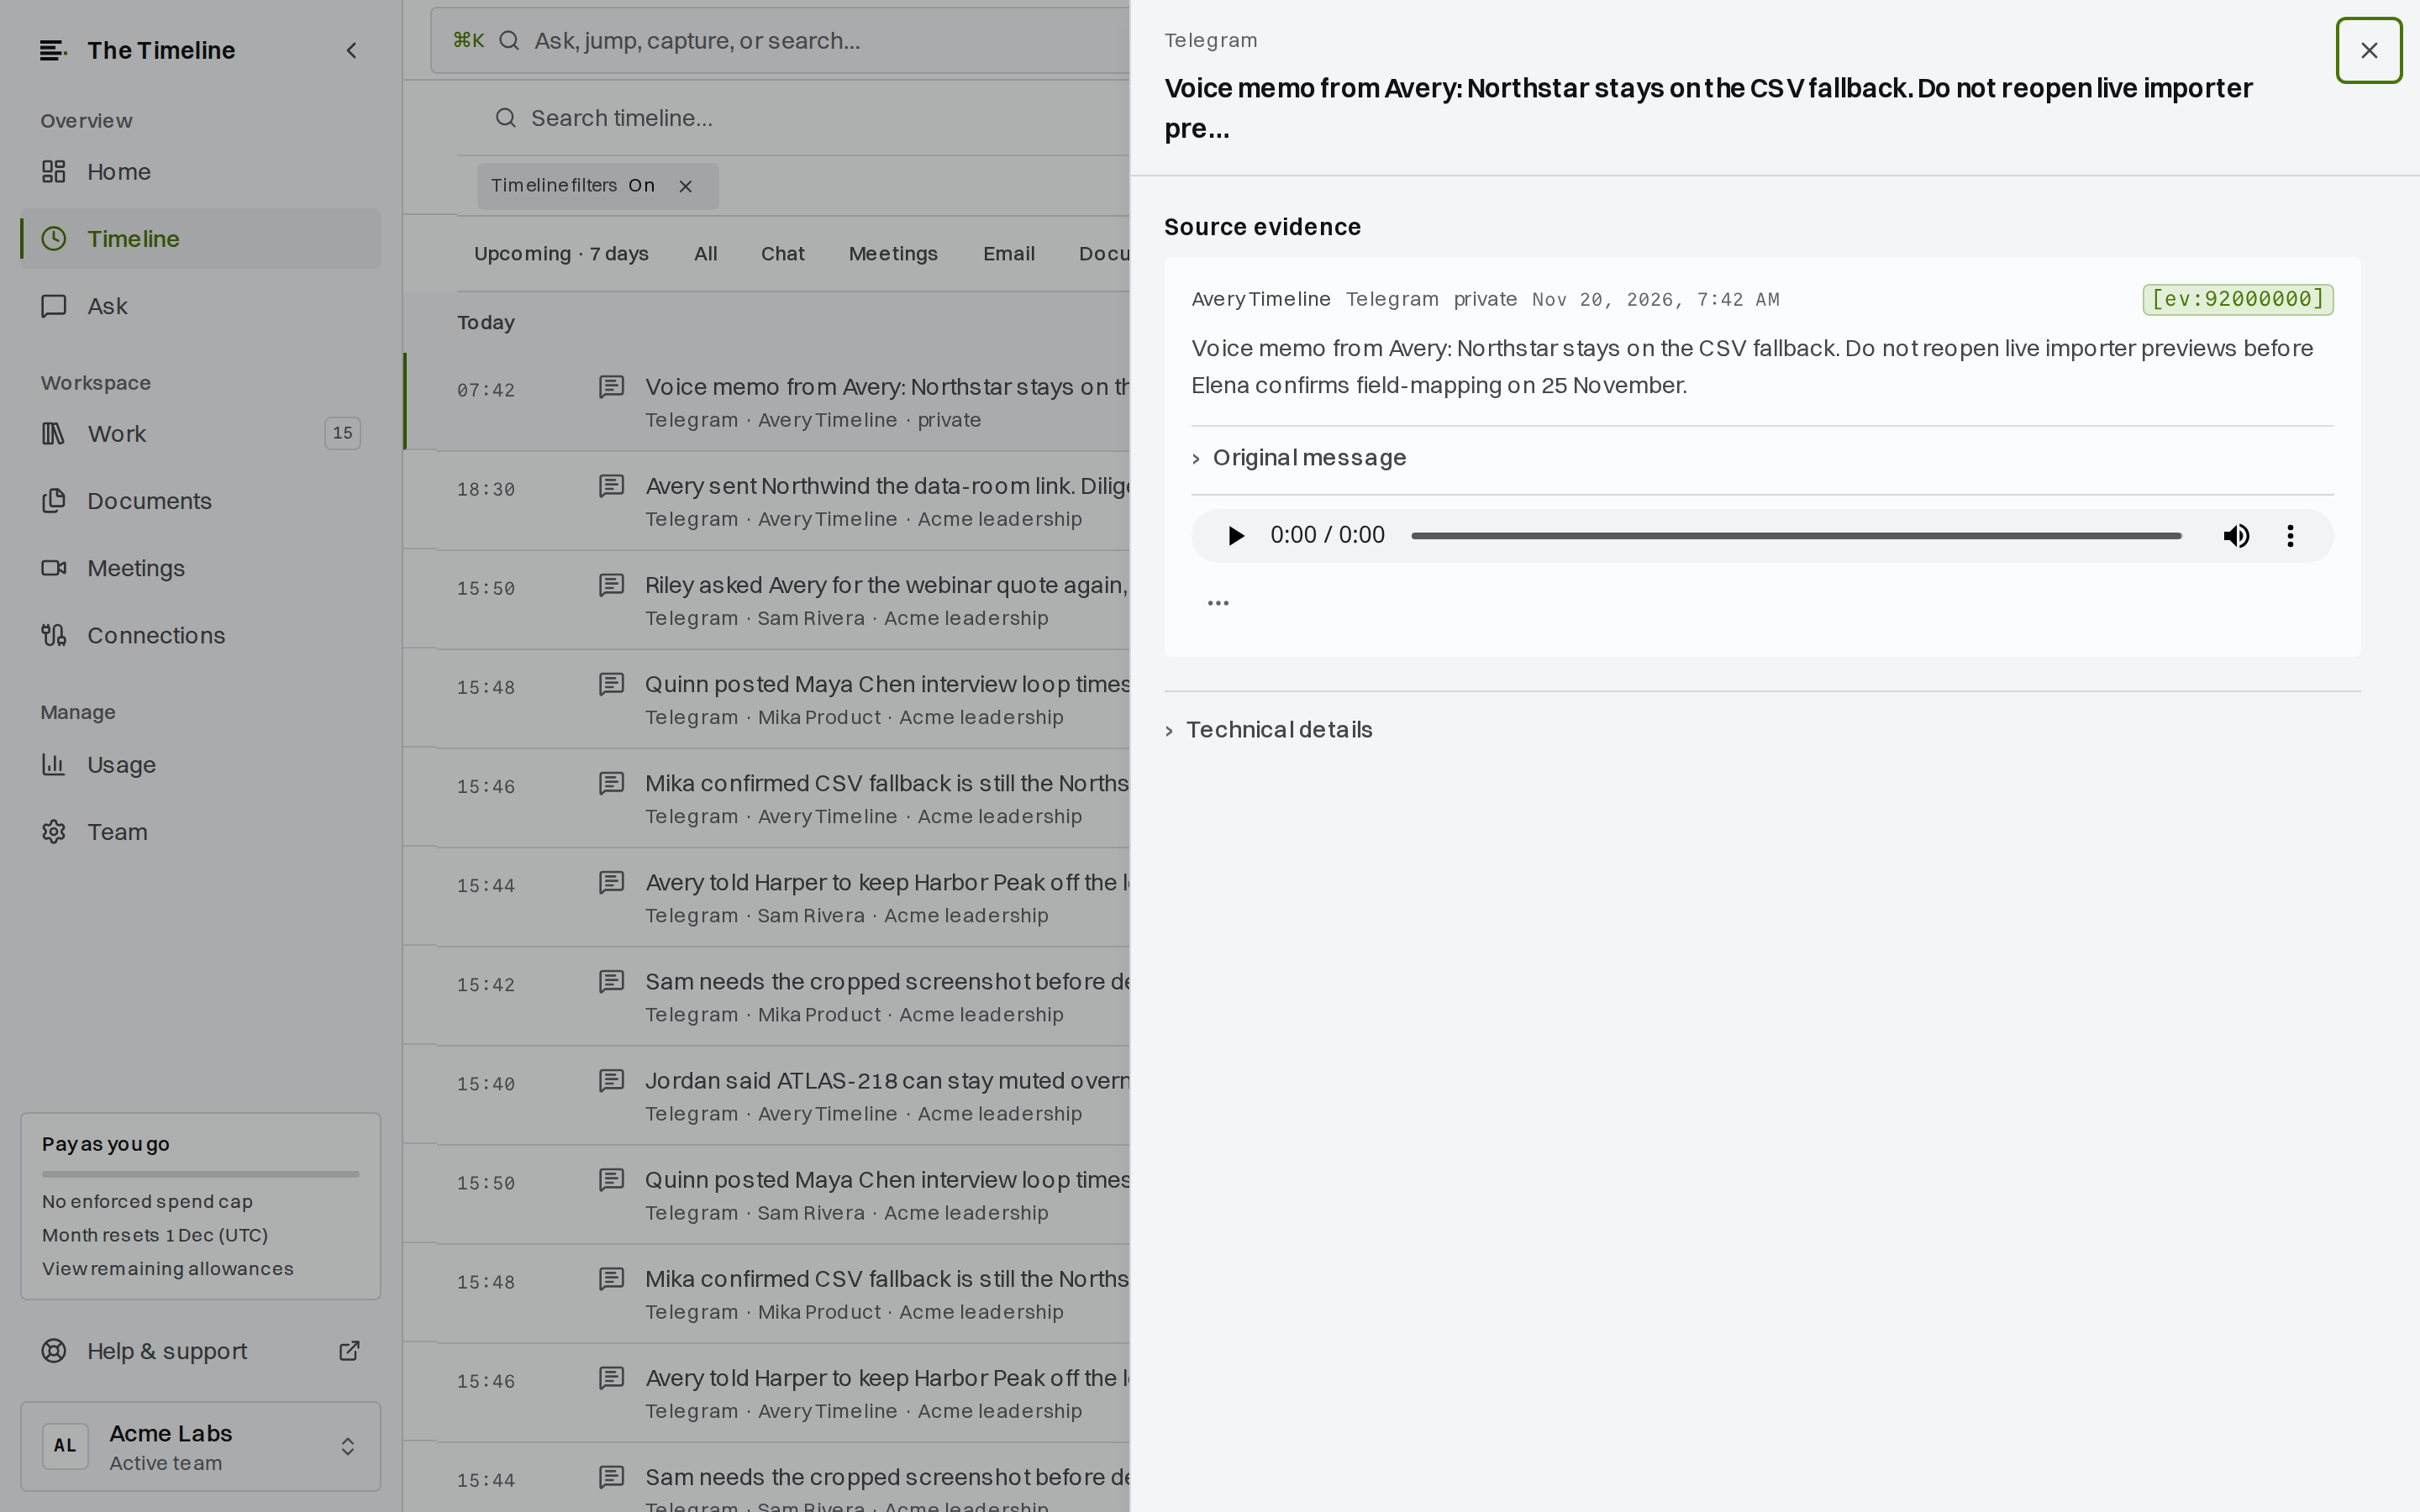 The Timeline
Overview
Home
Timeline
Ask
Workspace
Work 15
Documents
Meetings
Connections
Manage
Usage
Team
Pay as you go
No enforced spend cap
Month resets 1 Dec (UTC)
View remaining allowances
Help & support
AL
Acme Labs
Active team
⌘K Ask, jump, capture, or search...
Search timeline...
Timeline filters On
Upcoming · 7 days All Chat Meetings Email Docu
Today
07:42 Voice memo from Avery: Northstar stays on th
Telegram · Avery Timeline · private
18:30 Avery sent Northwind the data-room link. Dilige
Telegram · Avery Timeline · Acme leadership
15:50 Riley asked Avery for the webinar quote again,
Telegram · Sam Rivera · Acme leadership
15:48 Quinn posted Maya Chen interview loop times
Telegram · Mika Product · Acme leadership
15:46 Mika confirmed CSV fallback is still the Norths
Telegram · Avery Timeline · Acme leadership
15:44 Avery told Harper to keep Harbor Peak off the l
Telegram · Sam Rivera · Acme leadership
15:42 Sam needs the cropped screenshot before de
Telegram · Mika Product · Acme leadership
15:40 Jordan said ATLAS-218 can stay muted overn
Telegram · Avery Timeline · Acme leadership
15:50 Quinn posted Maya Chen interview loop times
Telegram · Sam Rivera · Acme leadership
15:48 Mika confirmed CSV fallback is still the Norths
Telegram · Mika Product · Acme leadership
15:46 Avery told Harper to keep Harbor Peak off the l
Telegram · Avery Timeline · Acme leadership
15:44 Sam needs the cropped screenshot before de
Telegram · Sam Rivera · Acme leadership
Telegram
Voice memo from Avery: Northstar stays on the CSV fallback. Do not reopen live importer
pre...
Source evidence
Avery Timeline Telegram private Nov 20, 2026, 7:42 AM [ev:92000000]
Voice memo from Avery: Northstar stays on the CSV fallback. Do not reopen live importer previews before
Elena confirms field-mapping on 25 November.
Original message
0:00 / 0:00
Technical details